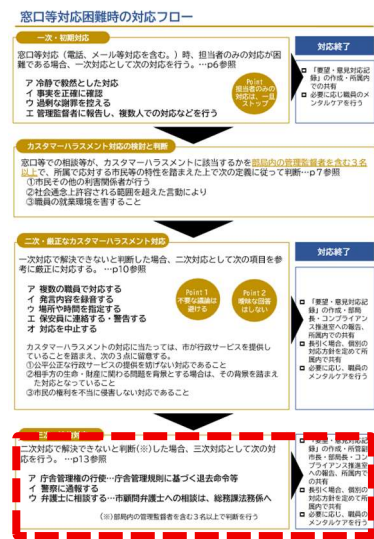 窓口等対応困難時の対応フロー
一次・初期対応
窓口等対応（電話、メール等対応を含む。）時、担当者のみの対応が困
難である場合、一次対応として次の対応を行う。…p6参照
ア 冷静で毅然とした対応
イ 事実を正確に確認
ウ 過剰な謝罪を控える
エ 管理監督者に報告し、複数人での対応などを行う
Point
担当者のみの
対応は、一旦
ストップ
対応終了
「要望・意見対応記
録」の作成・所属内
での共有
必要に応じ職員のメ
ンタルケアを行う
カスタマーハラスメント対応の検討と判断
窓口等での相談等が、カスタマーハラスメントに該当するかを部局内の管理監督者を含む３名
以上で、所属で対応する市民等の特性を踏まえた上で次の定義に従って判断…p７参照
①市民その他の利害関係者が行う
②社会通念上許容される範囲を超えた言動により
③職員の就業環境を害すること
二次・厳正なカスタマーハラスメント対応
一次対応で解決できないと判断した場合、二次対応として次の項目を参
考に厳正に対応する。 …p10参照
ア 複数の職員で対応する
イ 発言内容を録音する
ウ 場所や時間を指定する
エ 保安員に連絡する・警告する
オ 対応を中止する
Point１
不要な議論は
避ける
Point２
曖昧な回答
はしない
カスタマーハラスメントの対応に当たっては、市が行政サービスを提供し
ていることを踏まえ、次の３点に留意する。
①公平公正な行政サービスの提供を妨げない対応であること
②相手方の生命・財産に関わる問題を背景とする場合は、その背景を踏まえ
た対応となっていること
③市民の権利を不当に侵害しない対応であること
対応終了
「要望・意見対応記
録」の作成・部局
長・コンプライアン
ス推進室への報告、
所属内での共有
長引く場合、個別の
対応方針を定めて所
属内で共有
必要に応じ、職員の
メンタルケアを行う
二次対応で解決できないと判断(※)した場合、三次対応として次の対
応を行う。 …p13参照
ア 庁舎管理権の行使…庁舎管理規則に基づく退去命令等
イ 警察に通報する
ウ 弁護士に相談する…市顧問弁護士への相談は、総務課法務係へ
（※）部局内の管理監督者を含む３名以上で判断を行う
「要望・意見対応記
録」の作成・所管副
市長・部局長・コン
プライアンス推進室
への報告、所属内で
の共有
長引く場合、個別の
対応方針を定めて所
属内で共有
必要に応じ、職員の
メンタルケアを行う